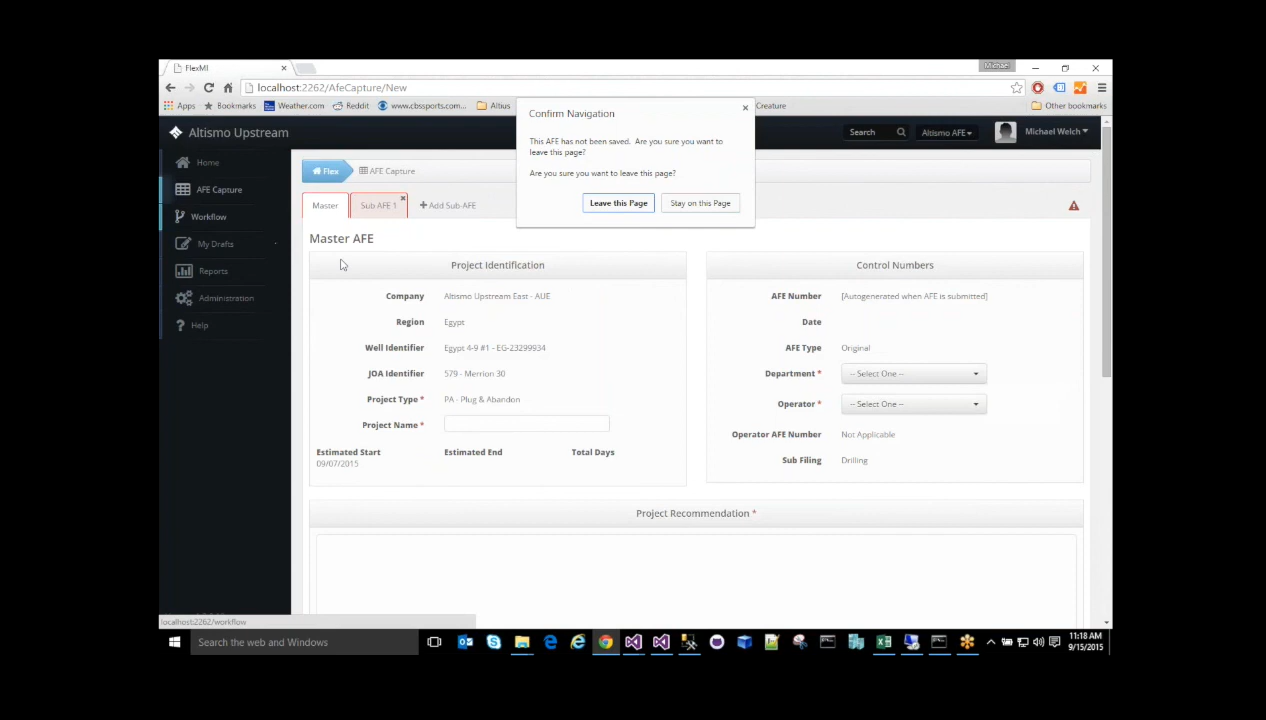 FlexMI
Michael
localhost:2262/AfeCapture/New
Apps Bookmarks Weather.com Reddit www.cbssports.com... Altius Creature Other bookmarks
Altismo Upstream
Search
Altismo AFE
Michael Welch
Confirm Navigation
This AFE has not been saved. Are you sure you want to
leave this page?
Are you sure you want to leave this page?
Leave this Page
Stay on this Page
Home
AFE Capture
Workflow
My Drafts
Reports
Administration
Help
Flex
AFE Capture
Master
Sub AFE 1
Add Sub-AFE
Master AFE
Project Identification
Company Altismo Upstream East - AUE
Region Egypt
Well Identifier Egypt 4-9 #1 - EG-23299934
JOA Identifier 579 - Merrion 30
Project Type * PA - Plug & Abandon
Project Name *
Estimated Start Estimated End Total Days
09/07/2015
Control Numbers
AFE Number [Autogenerated when AFE is submitted]
Date
AFE Type Original
Department * -- Select One --
Operator * -- Select One --
Operator AFE Number Not Applicable
Sub Filing Drilling
Project Recommendation *
localhost:2262/workflow
Search the web and Windows
11:18 AM
9/15/2015